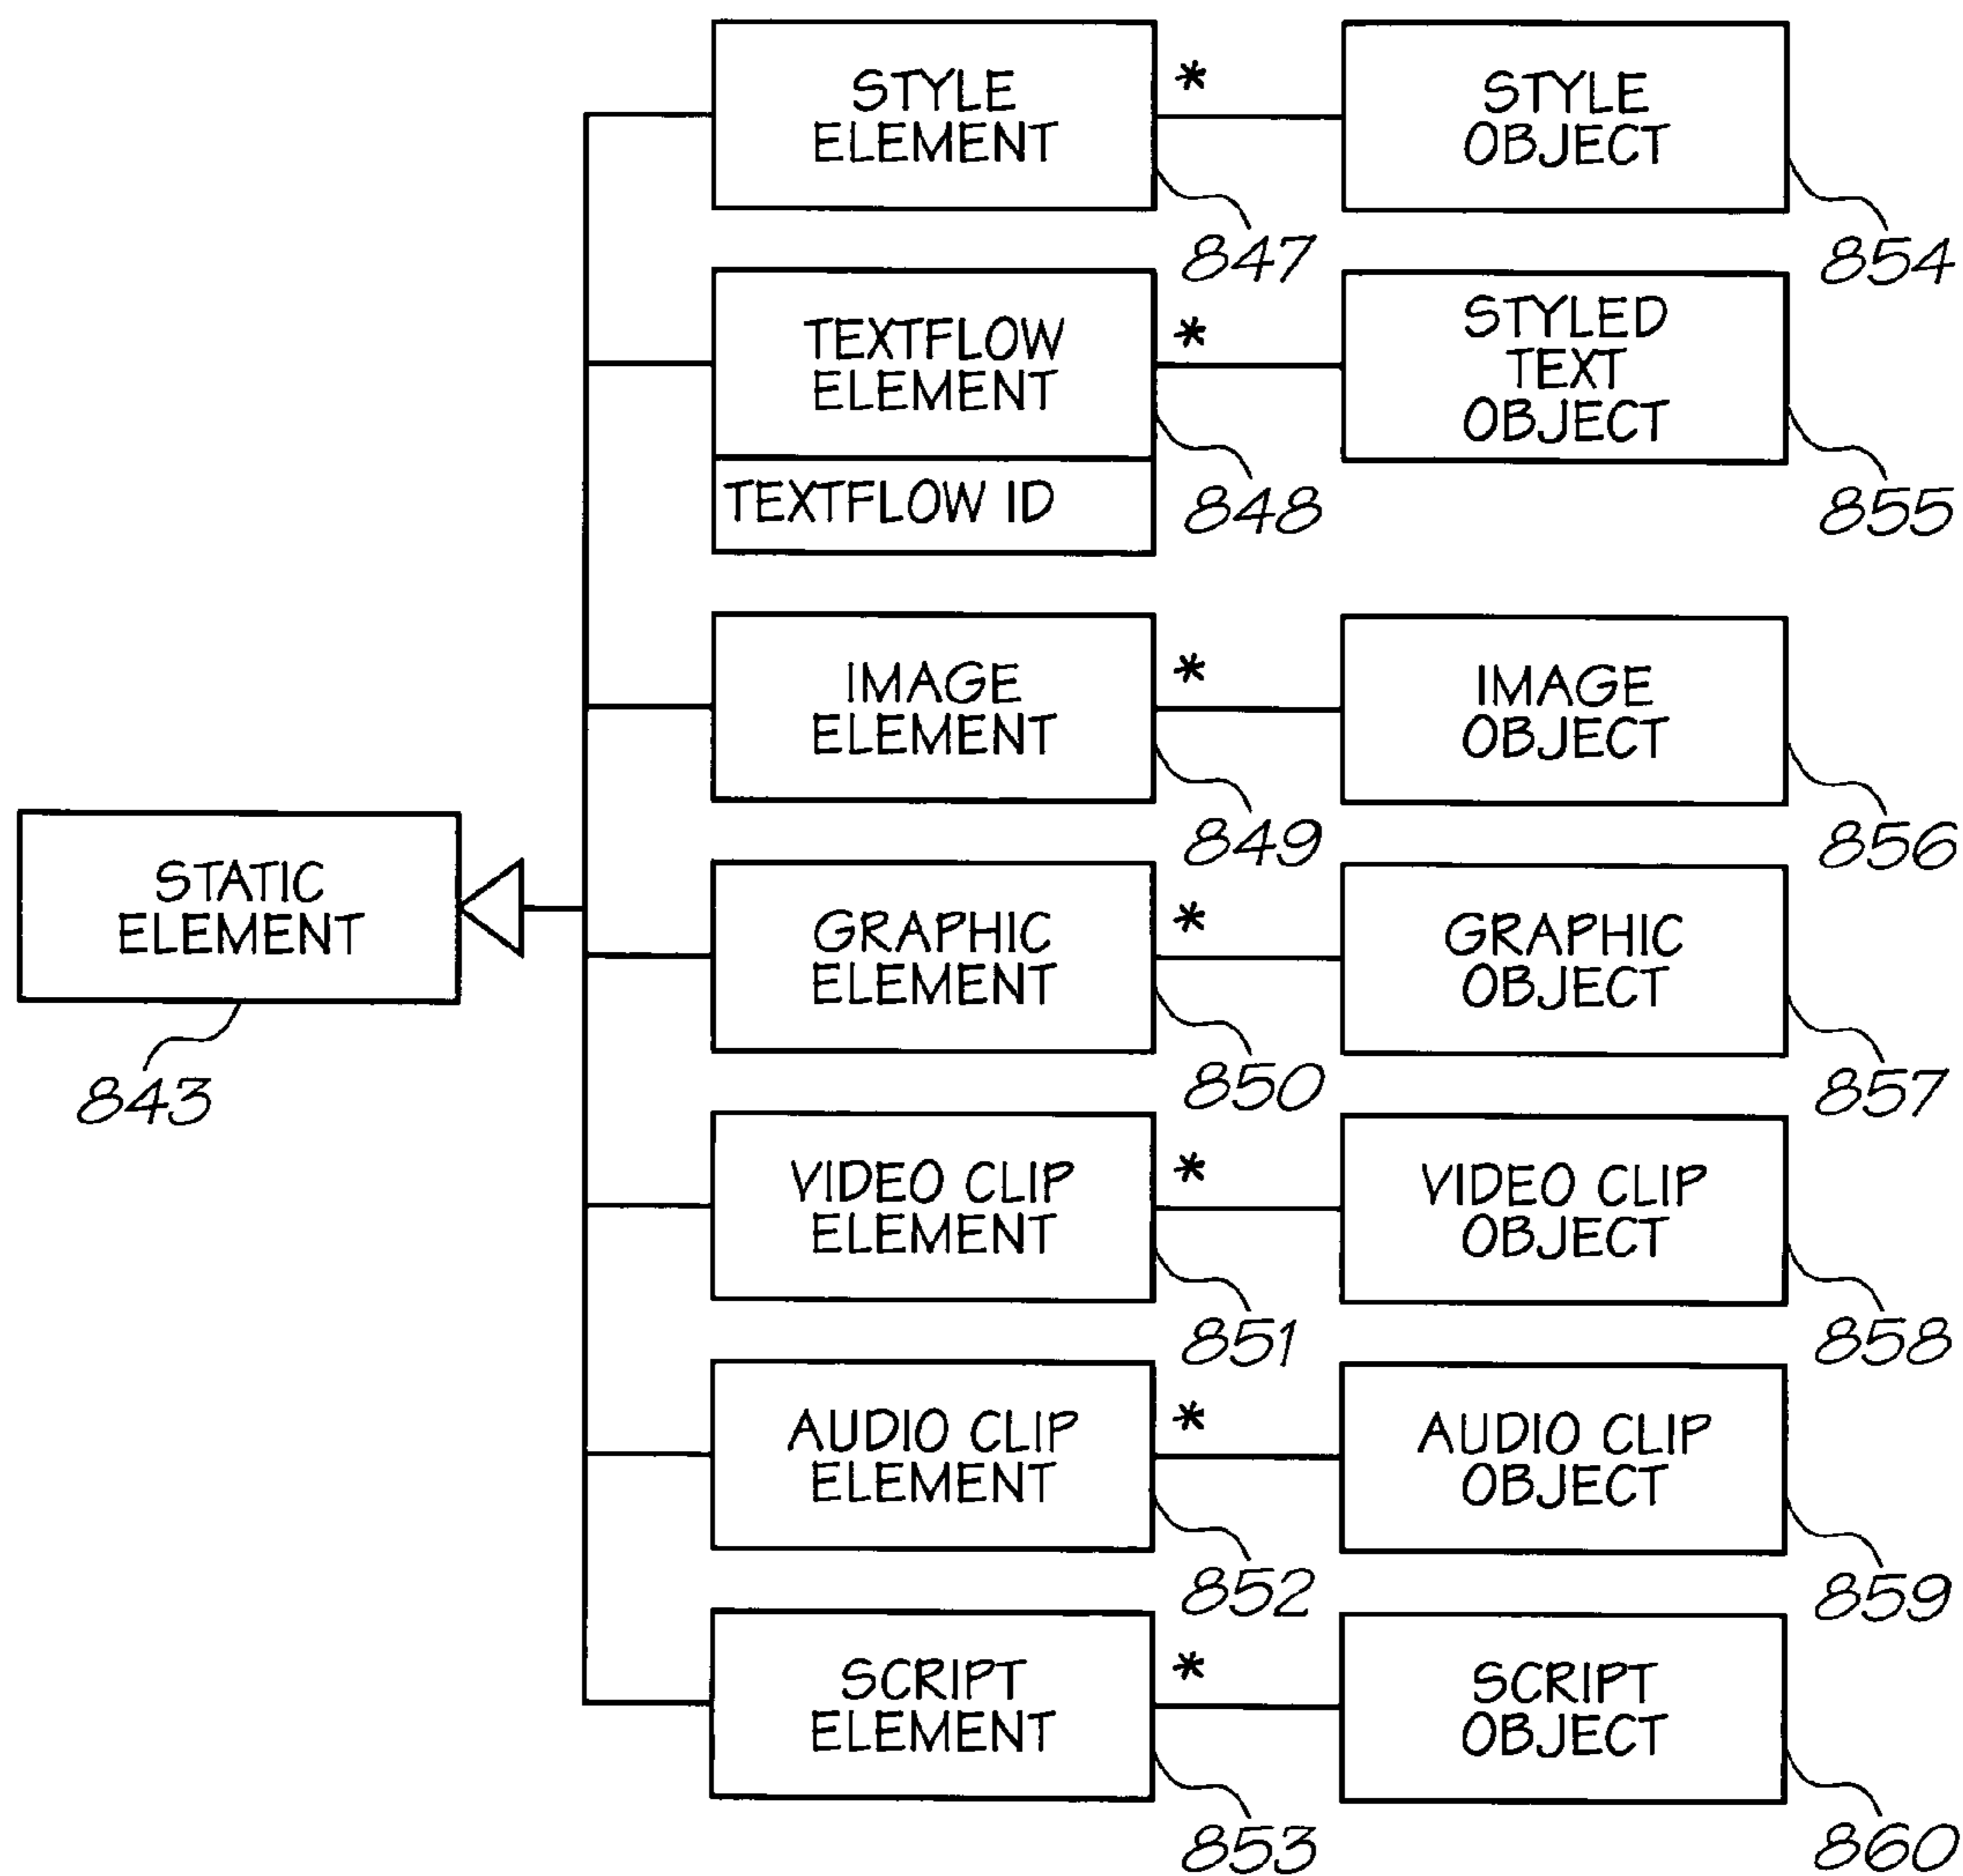 STYLE
ELEMENT
*
STYLE
OBJECT
847
854
TEXTFLOW
ELEMENT
TEXTFLOW ID
*
STYLED
TEXT
OBJECT
848
855
IMAGE
ELEMENT
*
IMAGE
OBJECT
849
856
STATIC
ELEMENT
843
GRAPHIC
ELEMENT
*
GRAPHIC
OBJECT
850
857
VIDEO CLIP
ELEMENT
*
VIDEO CLIP
OBJECT
851
858
AUDIO CLIP
ELEMENT
*
AUDIO CLIP
OBJECT
852
859
SCRIPT
ELEMENT
*
SCRIPT
OBJECT
853
860